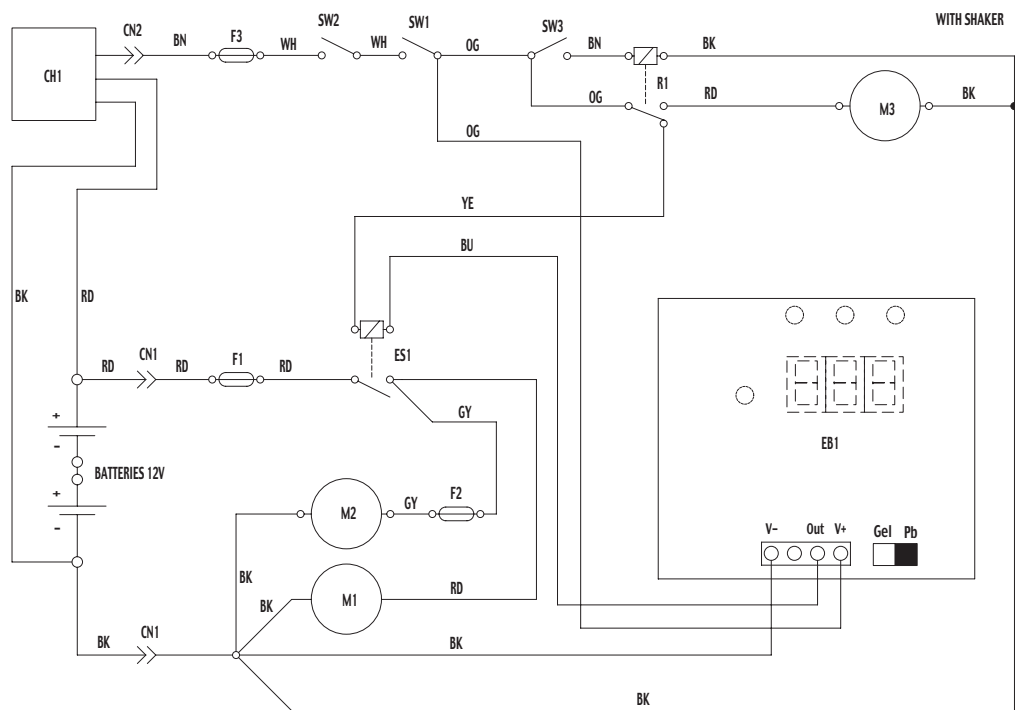 WITH SHAKER
CN2
BN
F3
WH
SW2
WH
SW1
OG
SW3
BN
BK
CH1
R1
OG
RD
M3
BK
OG
YE
BU
BK
RD
RD
CN1
RD
F1
RD
ES1
GY
+
-
BATTERIES 12V
+
-
EB1
M2
GY
F2
V- Out V+
Gel Pb
BK
BK
M1
RD
BK
CN1
BK
BK